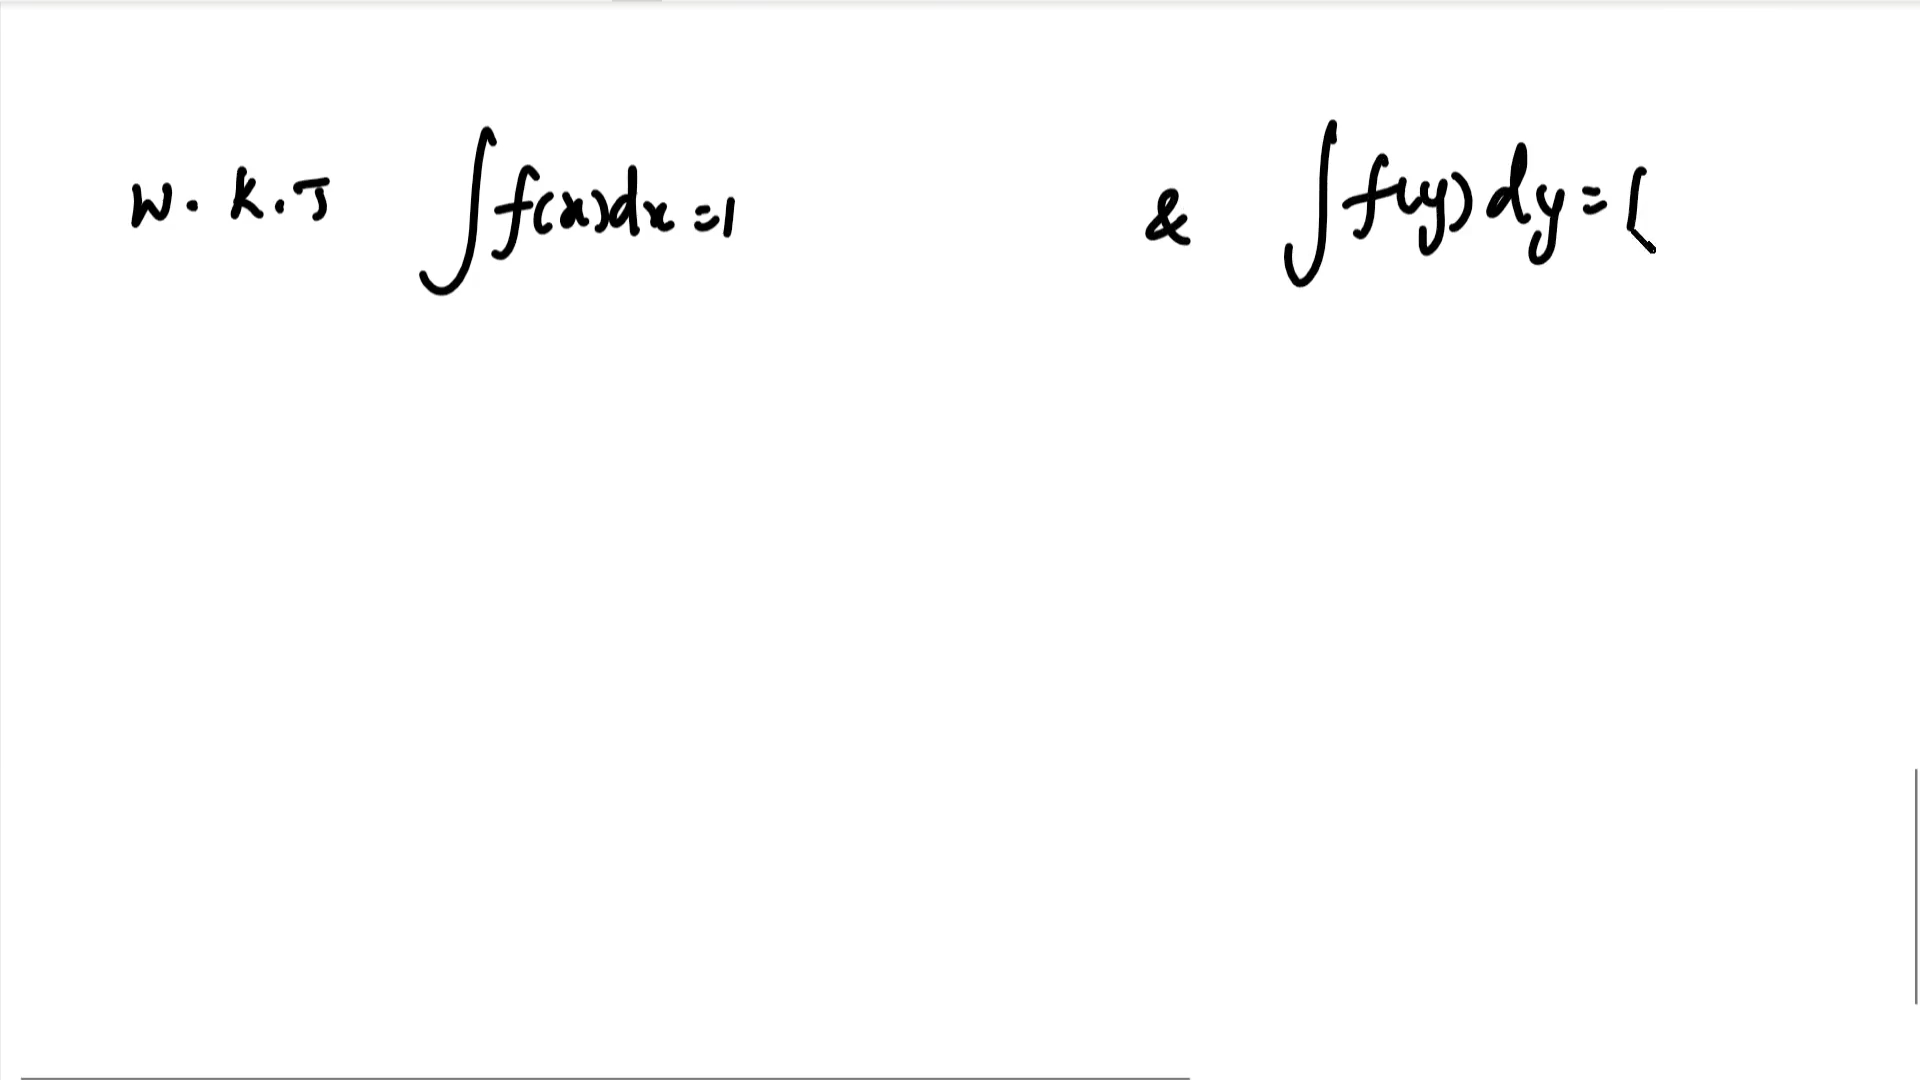 W.K.T ∫f(x)dx=1 & ∫f(y)dy=1